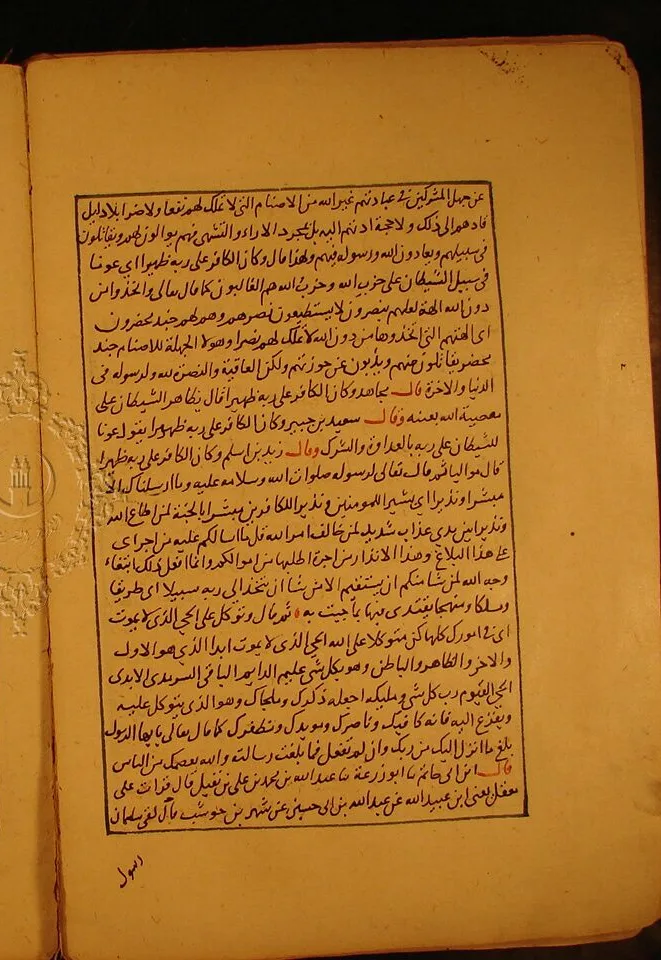 عن جهل المشركين في عبادتهم غير الله من الاصنام التي لا تملك لهم نفعا ولا ضرا بلا دليل
قادهم الى ذلك ولا حجة ادتهم اليه بل بمجرد الاراء والتشهي فهم يوالونهم ويقاتلون
في سبيلهم ويعادون الله ورسوله فيهم ولهذا قال وكان الكافر على ربه ظهيرا اي عونا
في سبيل الشيطان على حزب الله وحزب الله هم الغالبون كما قال تعالى واتخذوا من
دون الله الهة لعلهم ينصرون لا يستطيعون نصرهم وهم لهم جند محضرون
اي الهتهم التي اتخذوها من دون الله لا تملك لهم نصرا وهولا الجهلة للاصنام جند
محضرون يقاتلون عنهم ويذبون عن حوزتهم ولكن العاقبة والنصرة لله ولرسوله في
الدنيا والاخرة قال مجاهد وكان الكافر على ربه ظهيرا قال يظاهر الشيطان على
معصية الله يعينه وقال سعيد بن جبير وكان الكافر على ربه ظهيرا يقول عونا
للشيطان على ربه بالعداوة والشرك وقال زيد بن اسلم وكان الكافر على ربه ظهيرا
قال مواليا ثم قال تعالى لرسوله صلوات الله وسلامه عليه وما ارسلناك الا
مبشرا ونذيرا اي بشيرا للمومنين ونذيرا للكافرين مبشرا بالجنة لمن اطاع الله
ونذيرا بين يدي عذاب شديد لمن خالف امر الله قل ما اسالكم عليه من اجر اي
على هذا البلاغ وهذا الانذار من اجرة اطلبها من اموالكم وانما افعل ذلك ابتغاء
وجه الله لمن شا منكم ان يستقيم الا من شا ان يتخذ الى ربه سبيلا اي طريقا
ومسلكا ومنهجا يقتدى فيها بما جيت به ثم قال وتوكل على الحي الذي لا يموت
اي في امورك كلها كن متوكلا على الله الحي الذي لا يموت ابدا الذي هو الاول
والاخر والظاهر والباطن وهو بكل شي عليم الدايم الباقي السرمدي الابدي
الحي القيوم رب كل شي ومليكه اجعله ذخرك وملجاك وهو الذي يتوكل عليه
ويفزع اليه فانه كافيك وناصرك ومويدك ومظفرك كما قال تعالى يا يها الرسول
بلغ ما انزل اليك من ربك وان لم تفعل فما بلغت رسالته والله يعصمك من الناس
قال ابن ابي حاتم نا ابو زرعة نا عبد الله بن محمد بن علي بن نفيل قال قرات على
معقل يعني ابن عبيد الله عن عبد الله بن ابي حسين عن شهر بن حوشب قال لقي سلمان
رسول